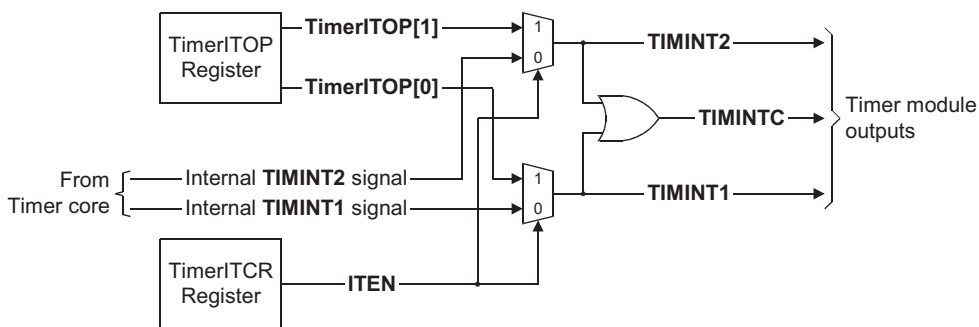 TimerITOP
Register
TimerITOP[1]
TimerITOP[0]
1
0
TIMINT2
TIMINTC
Timer module
outputs
From
Timer core
Internal TIMINT2 signal
Internal TIMINT1 signal
1
0
TIMINT1
TimerITCR
Register
ITEN